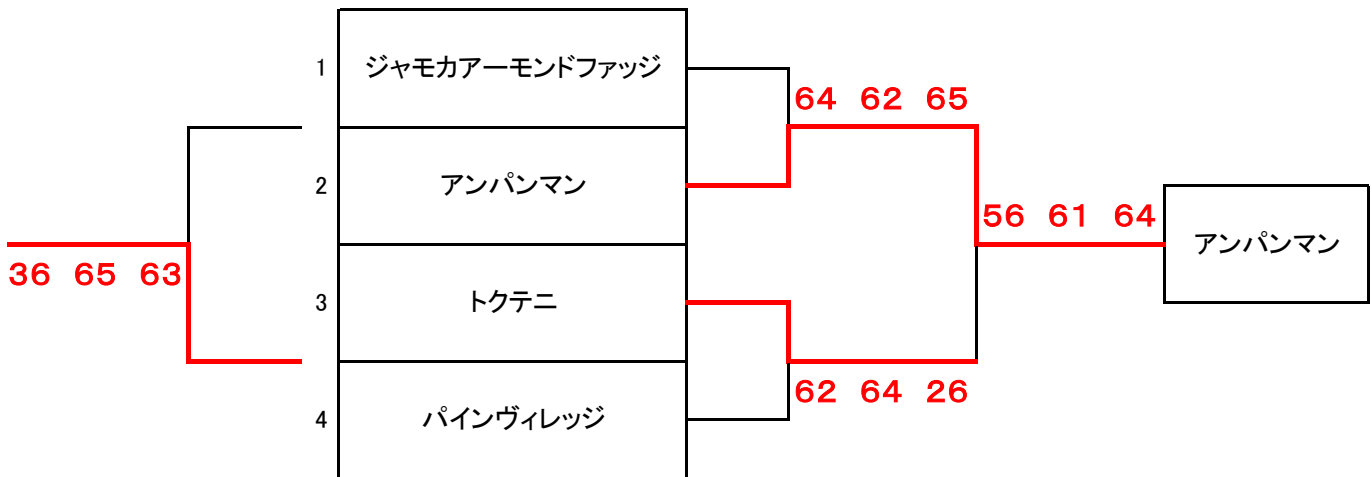 1 ジャモカアーモンドファッジ
64 62 65
2 アンパンマン
56 61 64
アンパンマン
36 65 63
3 トクテニ
62 64 26
4 パインヴィレッジ